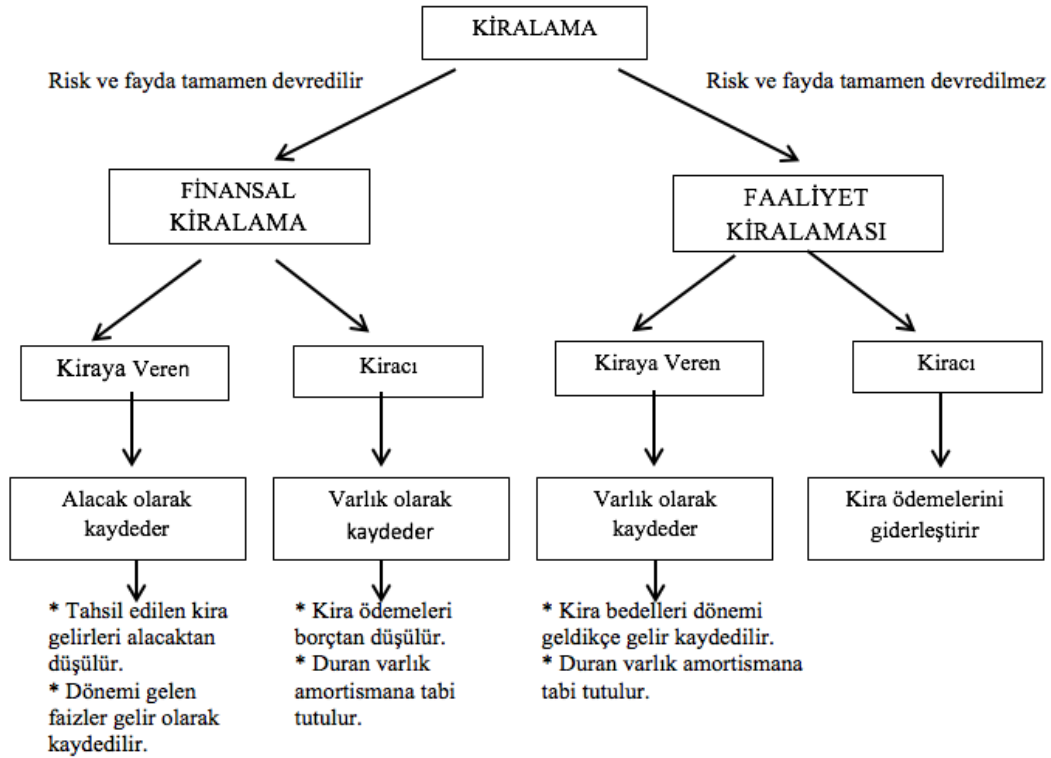 KİRALAMA
Risk ve fayda tamamen devredilir
Risk ve fayda tamamen devredilmez
FİNANSAL
KİRALAMA
FAALİYET
KİRALAMASI
Kiraya Veren
Kiracı
Kiraya Veren
Kiracı
Alacak olarak
kaydeder
Varlık olarak
kaydeder
Varlık olarak
kaydeder
Kira ödemelerini
giderleştirir
* Tahsil edilen kira
gelirleri alacaktan
düşülür.
* Dönemi gelen
faizler gelir olarak
kaydedilir.
* Kira ödemeleri
borçtan düşülür.
* Duran varlık
amortismana tabi
tutulur.
* Kira bedelleri dönemi
geldikçe gelir kaydedilir.
* Duran varlık amortismana
tabi tutulur.